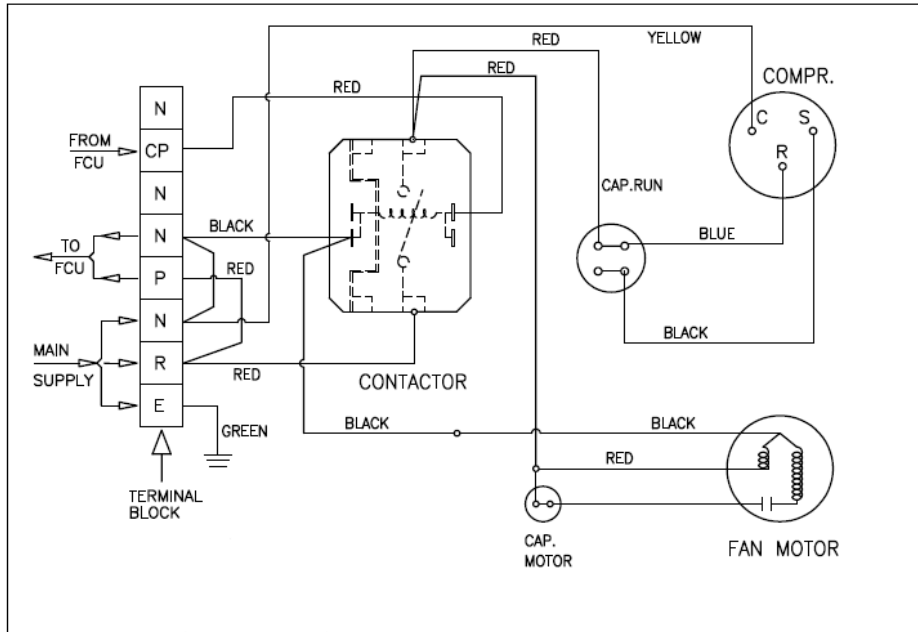 RED
YELLOW
RED
COMPR.
N
RED
C
S
FROM
FCU
CP
R
N
CAP.RUN
BLACK
N
BLUE
TO
FCU
P
RED
N
BLACK
MAIN
SUPPLY
R
RED
CONTACTOR
E
GREEN
BLACK
BLACK
RED
TERMINAL
BLOCK
CAP.
MOTOR
FAN MOTOR